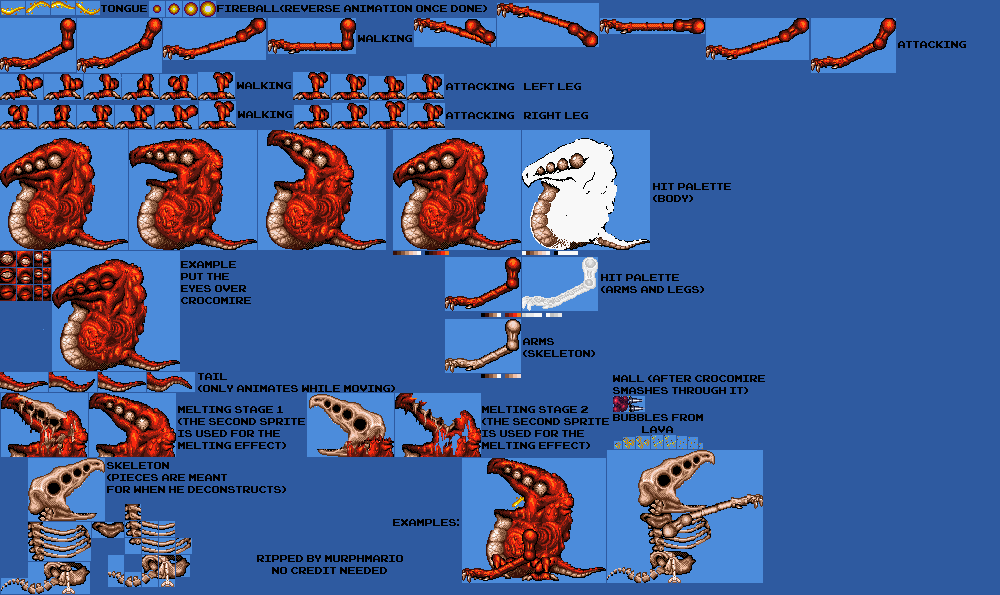 TONGUE
FIREBALL(REVERSE ANIMATION ONCE DONE)
WALKING
ATTACKING
WALKING
ATTACKING LEFT LEG
WALKING
ATTACKING RIGHT LEG
HIT PALETTE
(BODY)
EXAMPLE
PUT THE
EYES OVER
CROCOMIRE
HIT PALETTE
(ARMS AND LEGS)
ARMS
(SKELETON)
TAIL
(ONLY ANIMATES WHILE MOVING)
WALL (AFTER CROCOMIRE
SMASHES THROUGH IT)
MELTING STAGE 1
(THE SECOND SPRITE
IS USED FOR THE
MELTING EFFECT)
MELTING STAGE 2
(THE SECOND SPRITE
IS USED FOR THE
MELTING EFFECT)
BUBBLES FROM
LAVA
SKELETON
(PIECES ARE MEANT
FOR WHEN HE DECONSTRUCTS)
EXAMPLES:
RIPPED BY MURPHMARIO
NO CREDIT NEEDED